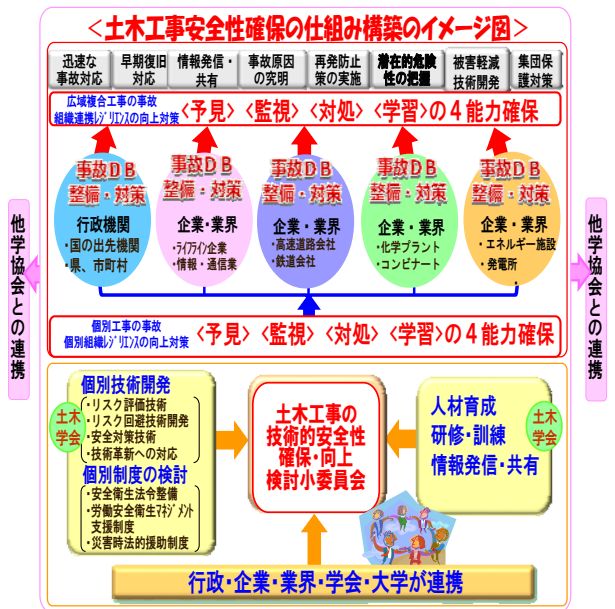 ＜土木工事安全性確保の仕組み構築のイメージ図＞
迅速な
事故対応
早期復旧
対応
情報発信・
共有
事故原因
の究明
再発防止
策の実施
潜在的危険
性の把握
被害軽減
技術開発
集団保
護対策
広域複合工事の事故
組織連携ﾚｼﾞﾘｴﾝｽの向上対策
<予見> <監視> <対処> <学習>の４能力確保
事故ＤＢ
整備・対策
行政機関
・国の出先機関
・県、市町村
事故ＤＢ
整備・対策
企業・業界
・ﾗｲﾌﾗｲﾝ企業
・情報・通信業
事故ＤＢ
整備・対策
企業・業界
・高速道路会社
・鉄道会社
事故ＤＢ
整備・対策
企業・業界
・化学プラント
・コンビナート
事故ＤＢ
整備・対策
企業・業界
・エネルギー施設
・発電所
他学協会との連携
他学協会との連携
個別工事の事故
個別組織ﾚｼﾞﾘｴﾝｽの向上対策
<予見> <監視> <対処> <学習>の４能力確保
土木
学会
個別技術開発
・リスク評価技術
・リスク回避技術開発
・安全対策技術
・技術革新への対応
個別制度の検討
・安全衛生法令整備
・労働安全衛生ﾏﾈｼﾞﾒﾝﾄ
支援制度
・災害時法的援助制度
土木工事の
技術的安全性
確保・向上
検討小委員会
人材育成
研修・訓練
情報発信・共有
土木
学会
行政・企業・業界・学会・大学が連携